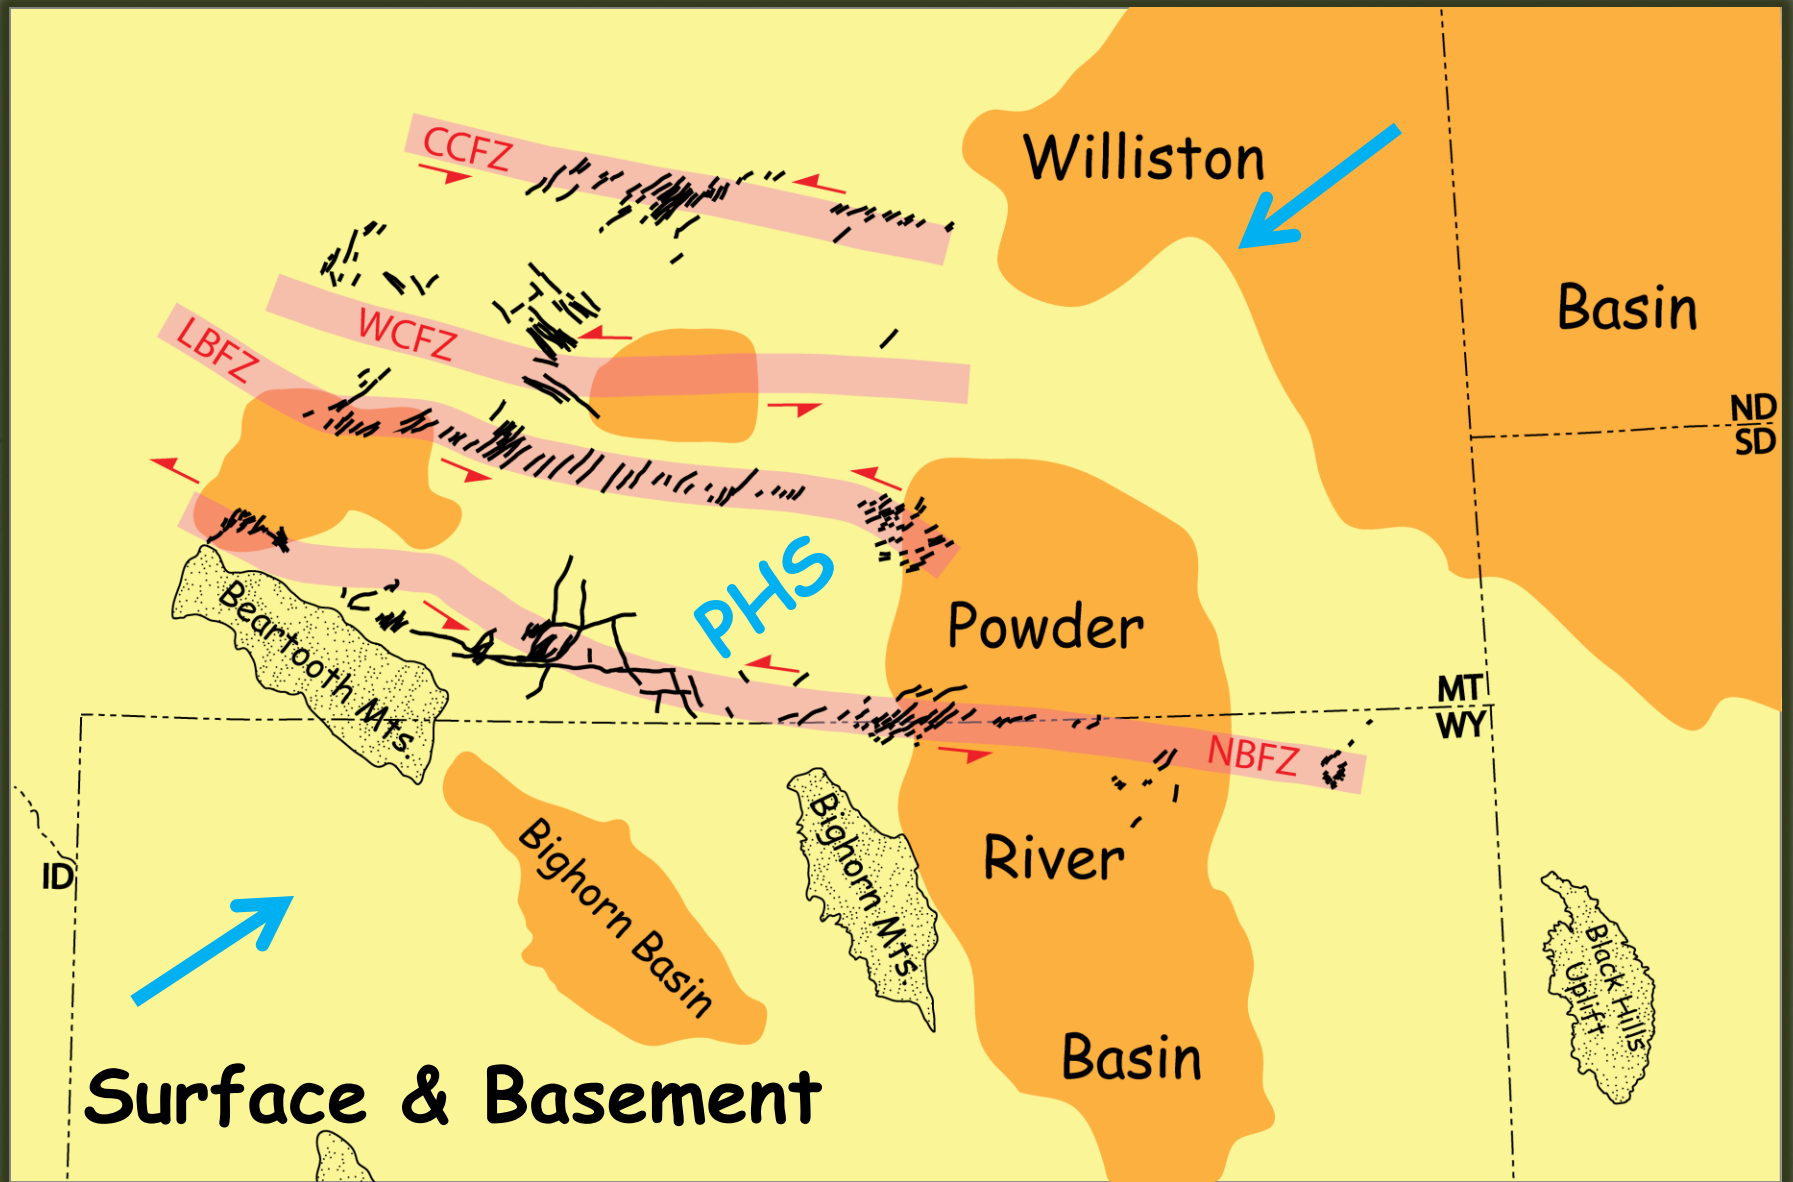 CCFZ
Williston
Basin
WCFZ
LBFZ
ND
SD
PHS
Powder
Beartooth Mts.
MT
WY
NBFZ
Bighorn Basin
Bighorn Mts.
River
ID
Black Hills
Uplift
Basin
Surface & Basement